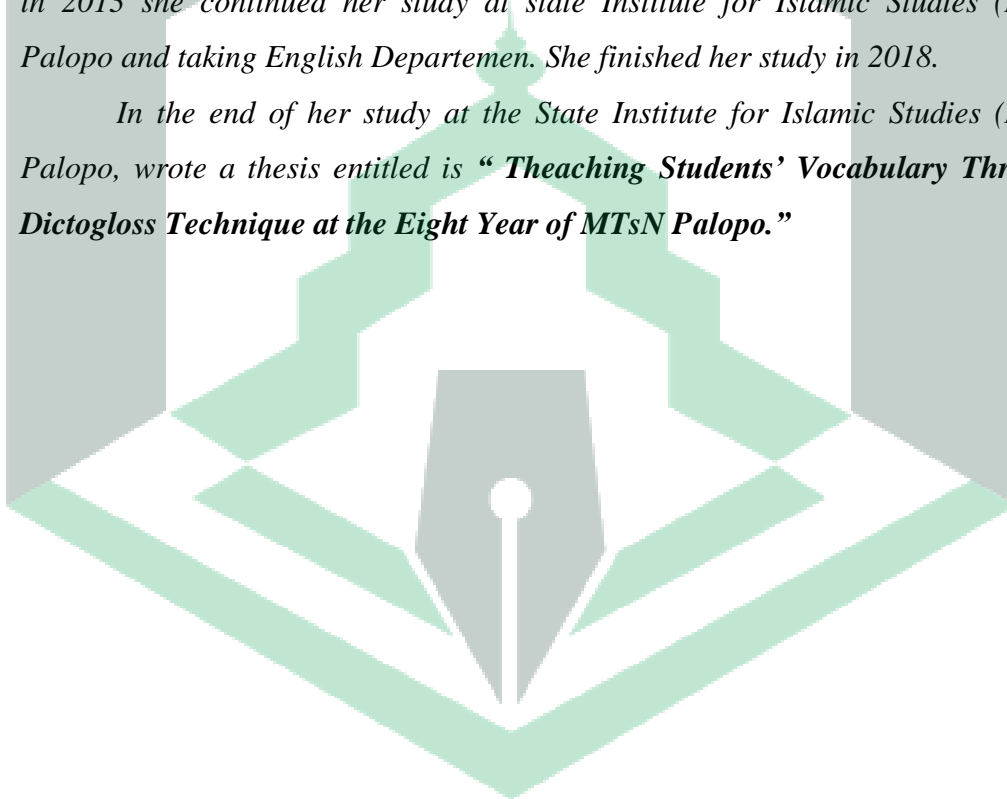 in 2015 she continued her study at state Institute for Islamic Studies (
Palopo and taking English Departemen. She finished her study in 2018.
In the end of her study at the State Institute for Islamic Studies (
Palopo, wrote a thesis entitled is “ Theaching Students’ Vocabulary
Dictogloss Technique at the Eight Year of MTsN Palopo.”